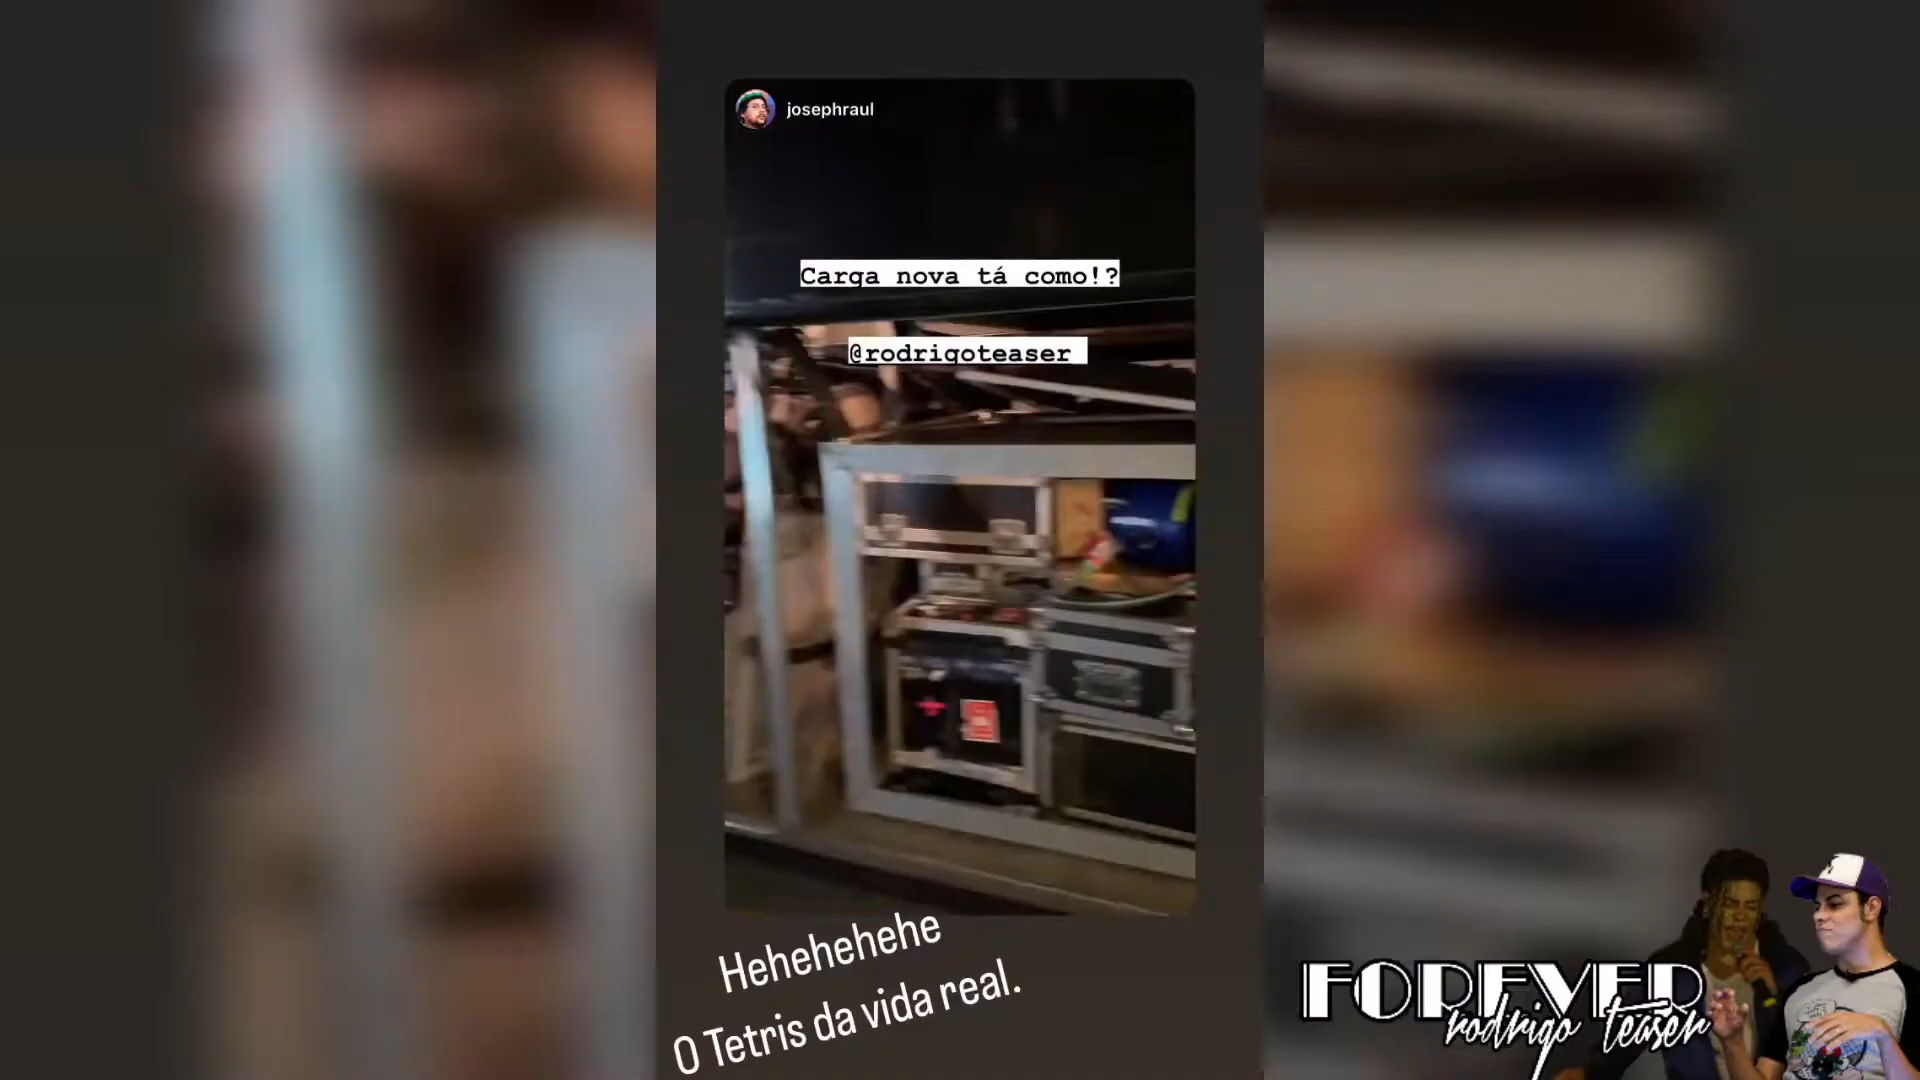 josephraul
Carga nova tá como!?
@rodrigoteaser
Hehehehehe
O Tetris da vida real.
FOREVER
rodrigo teaser